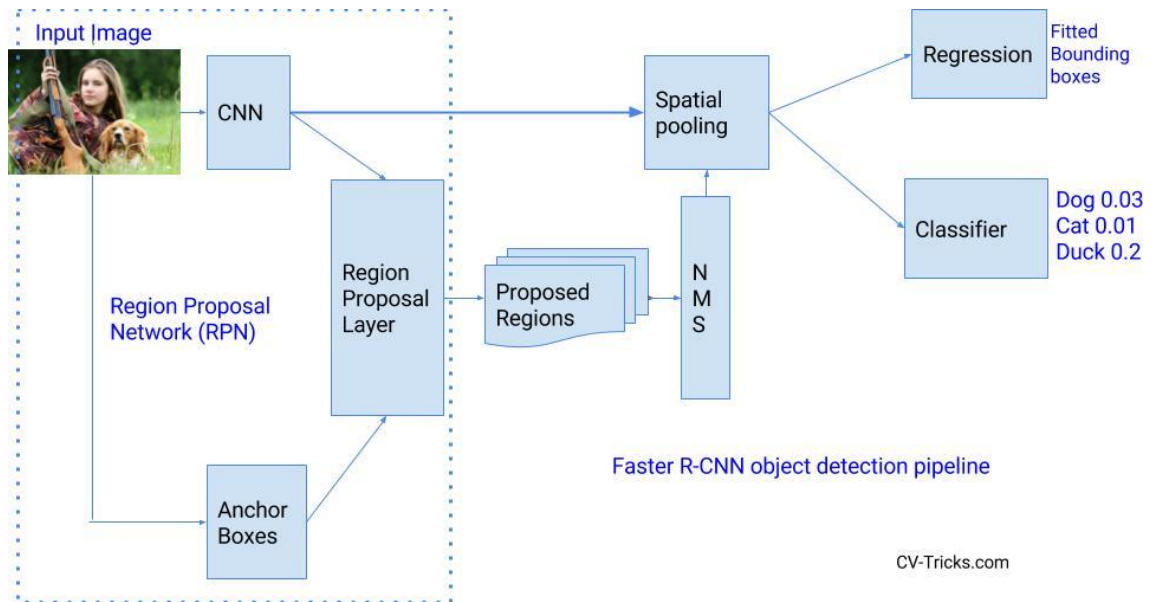 Input Image
CNN
Region Proposal
Network (RPN)
Anchor
Boxes
Region
Proposal
Layer
Proposed
Regions
N
M
S
Spatial
pooling
Regression
Fitted
Bounding
boxes
Classifier
Dog 0.03
Cat 0.01
Duck 0.2
Faster R-CNN object detection pipeline
CV-Tricks.com